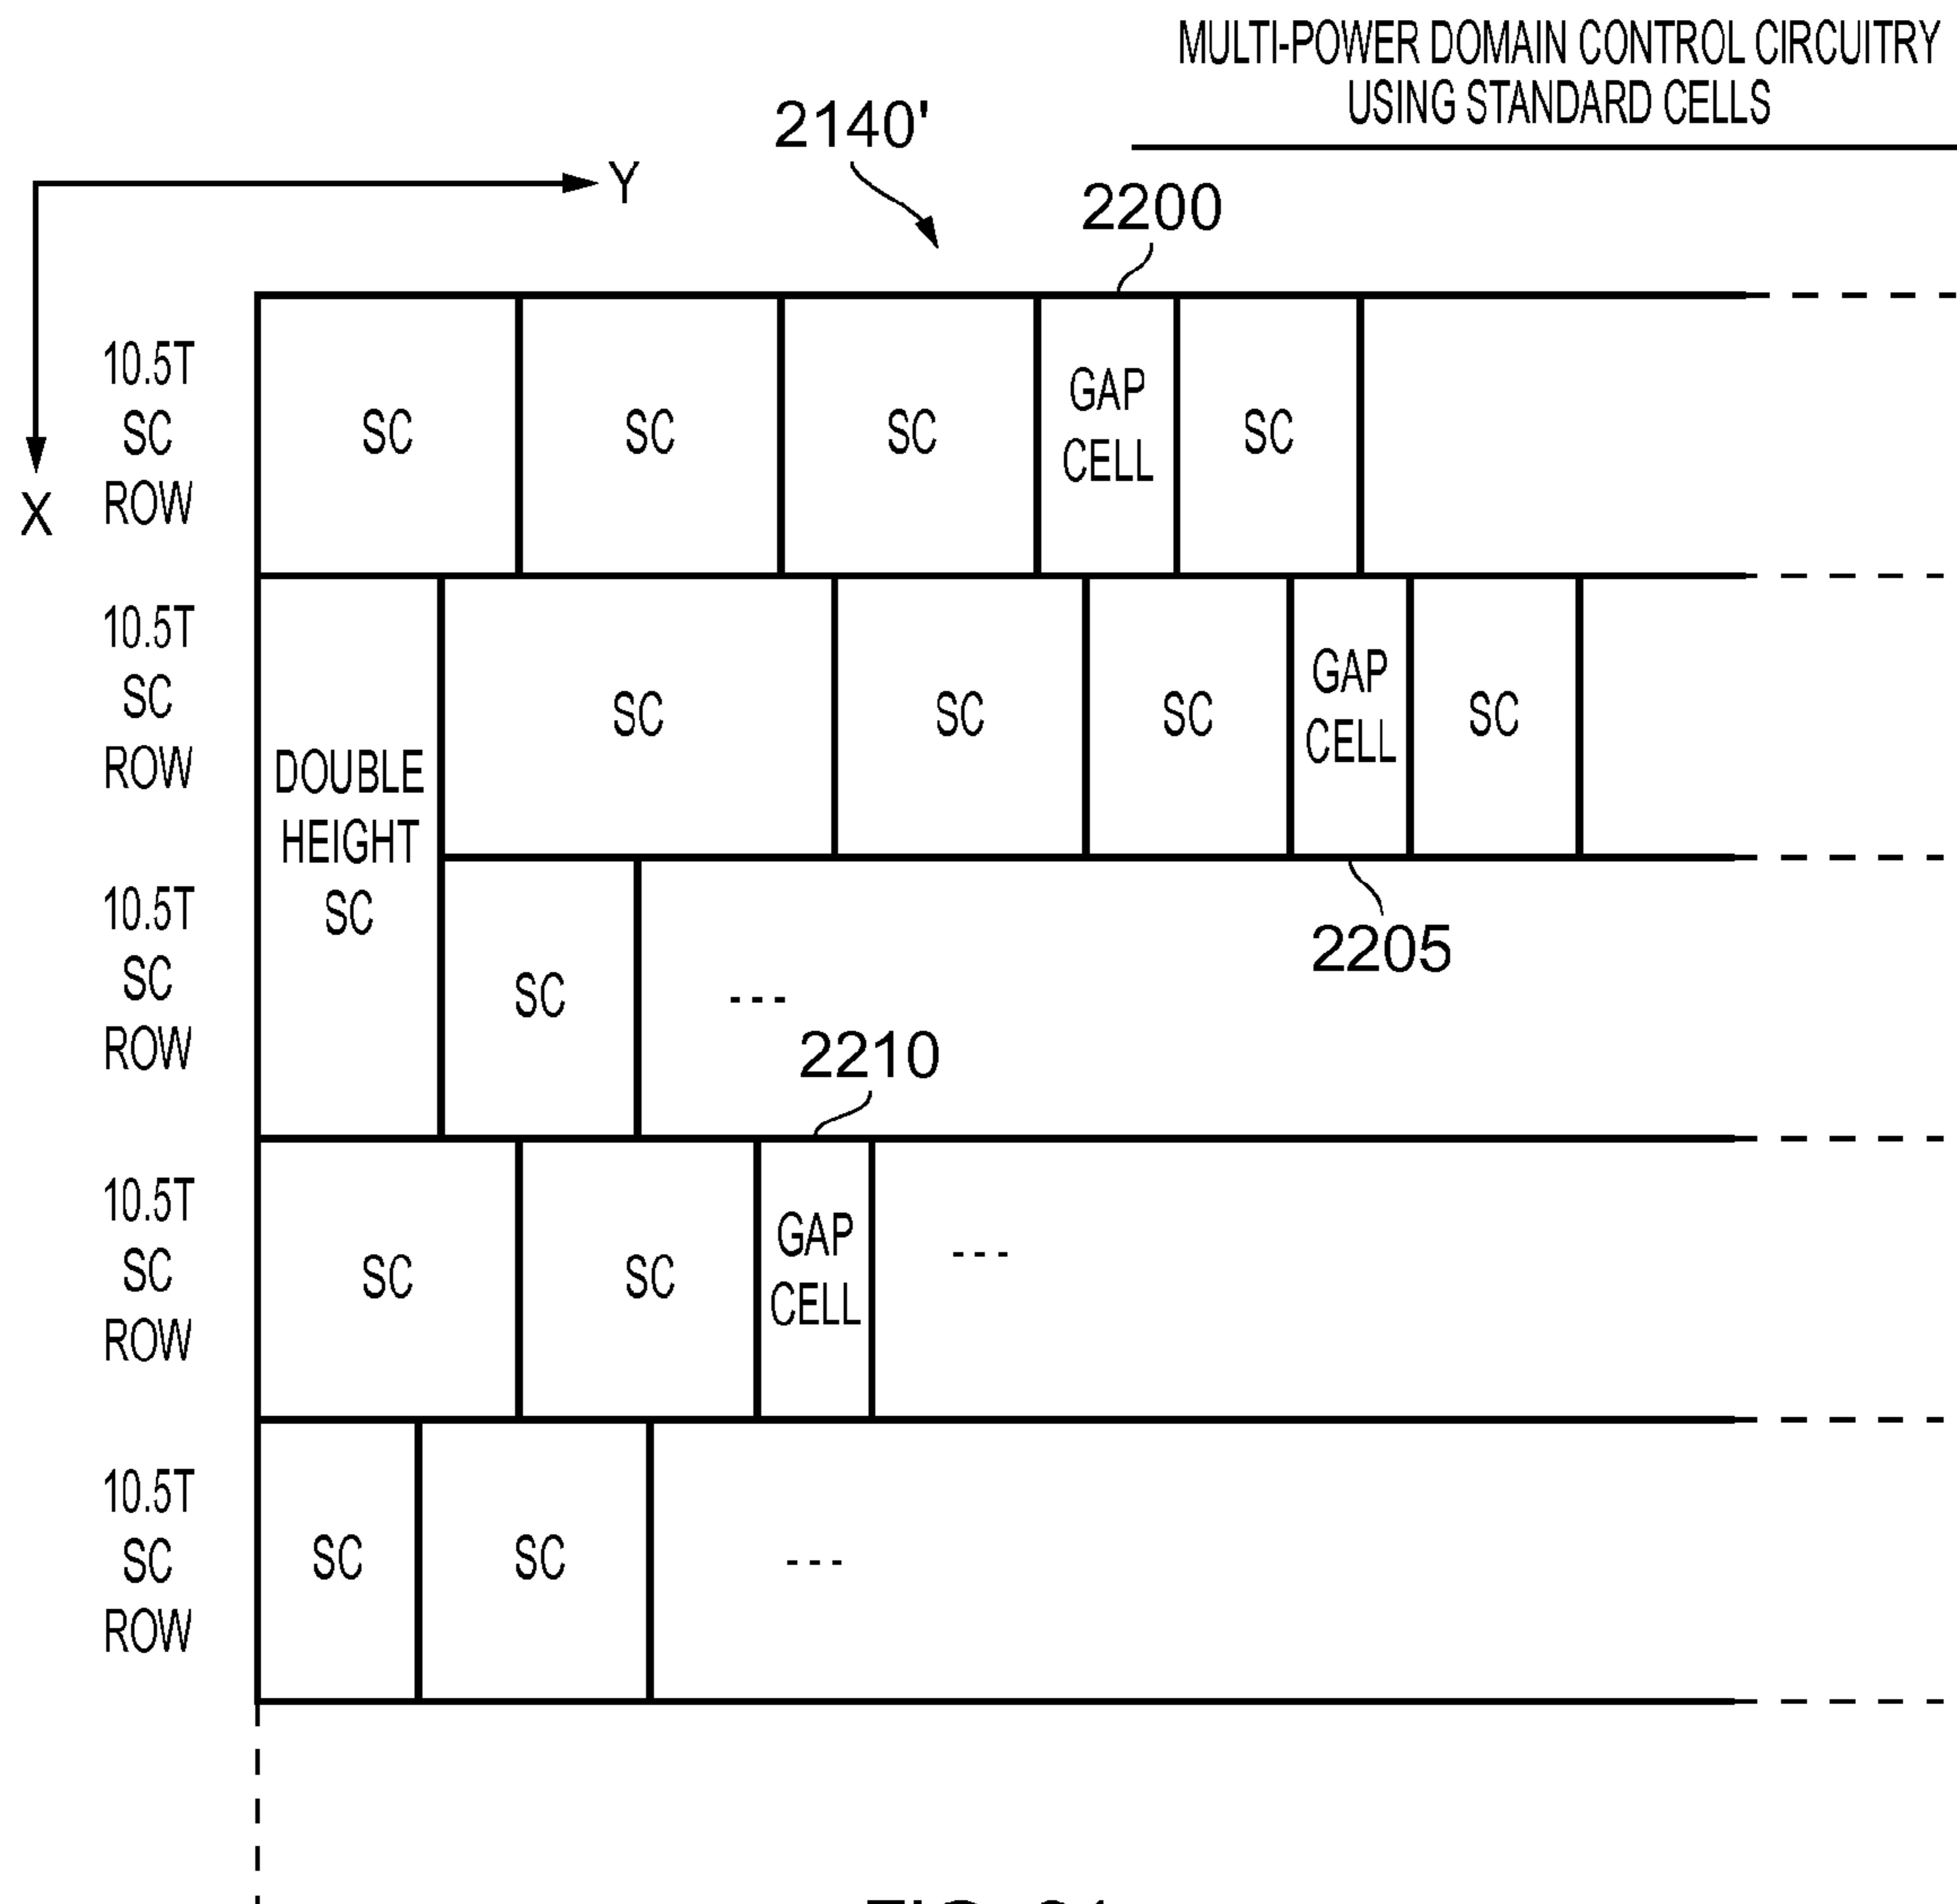 MULTI-POWER DOMAIN CONTROL CIRCUITRY
USING STANDARD CELLS
2140'
Y
2200
X
10.5T
SC
ROW
SC
SC
SC
GAP
CELL
SC
10.5T
SC
ROW
DOUBLE
HEIGHT
SC
SC
SC
SC
GAP
CELL
SC
2205
10.5T
SC
ROW
SC
---
2210
10.5T
SC
ROW
SC
SC
GAP
CELL
---
10.5T
SC
ROW
SC
SC
---